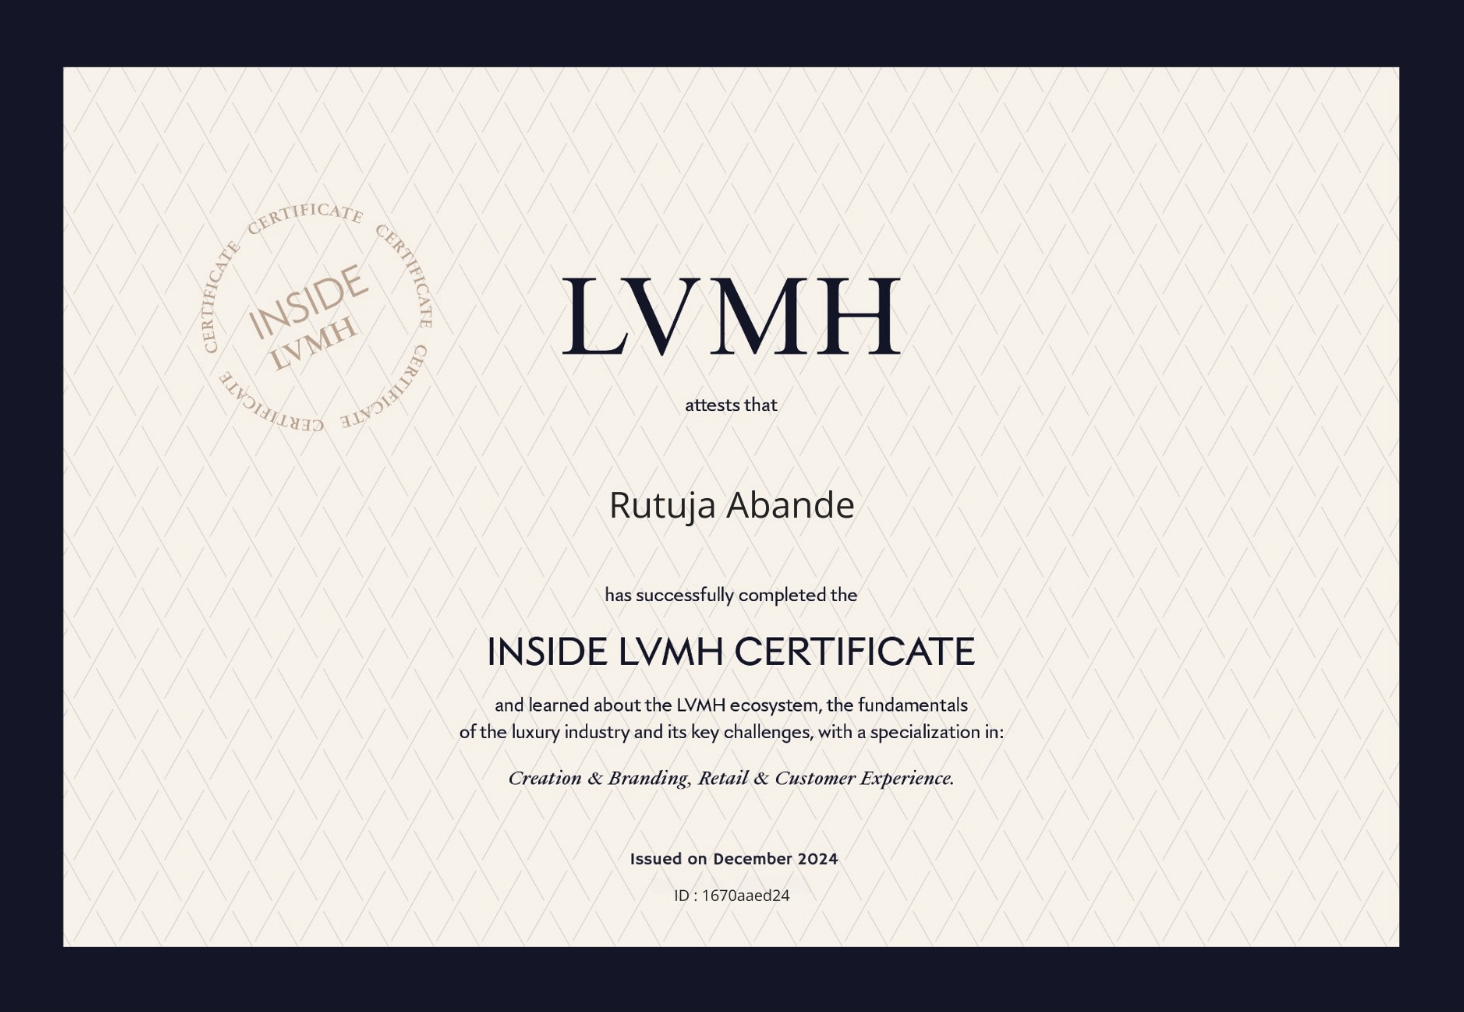 CERTIFICATE CERTIFICATE CERTIFICATE CERTIFICATE CERTIFICATE CERTIFICATE
INSIDE
LVMH
LVMH
attests that
Rutuja Abande
has successfully completed the
INSIDE LVMH CERTIFICATE
and learned about the LVMH ecosystem, the fundamentals
of the luxury industry and its key challenges, with a specialization in:
Creation & Branding, Retail & Customer Experience.
Issued on December 2024
ID : 1670aaed24